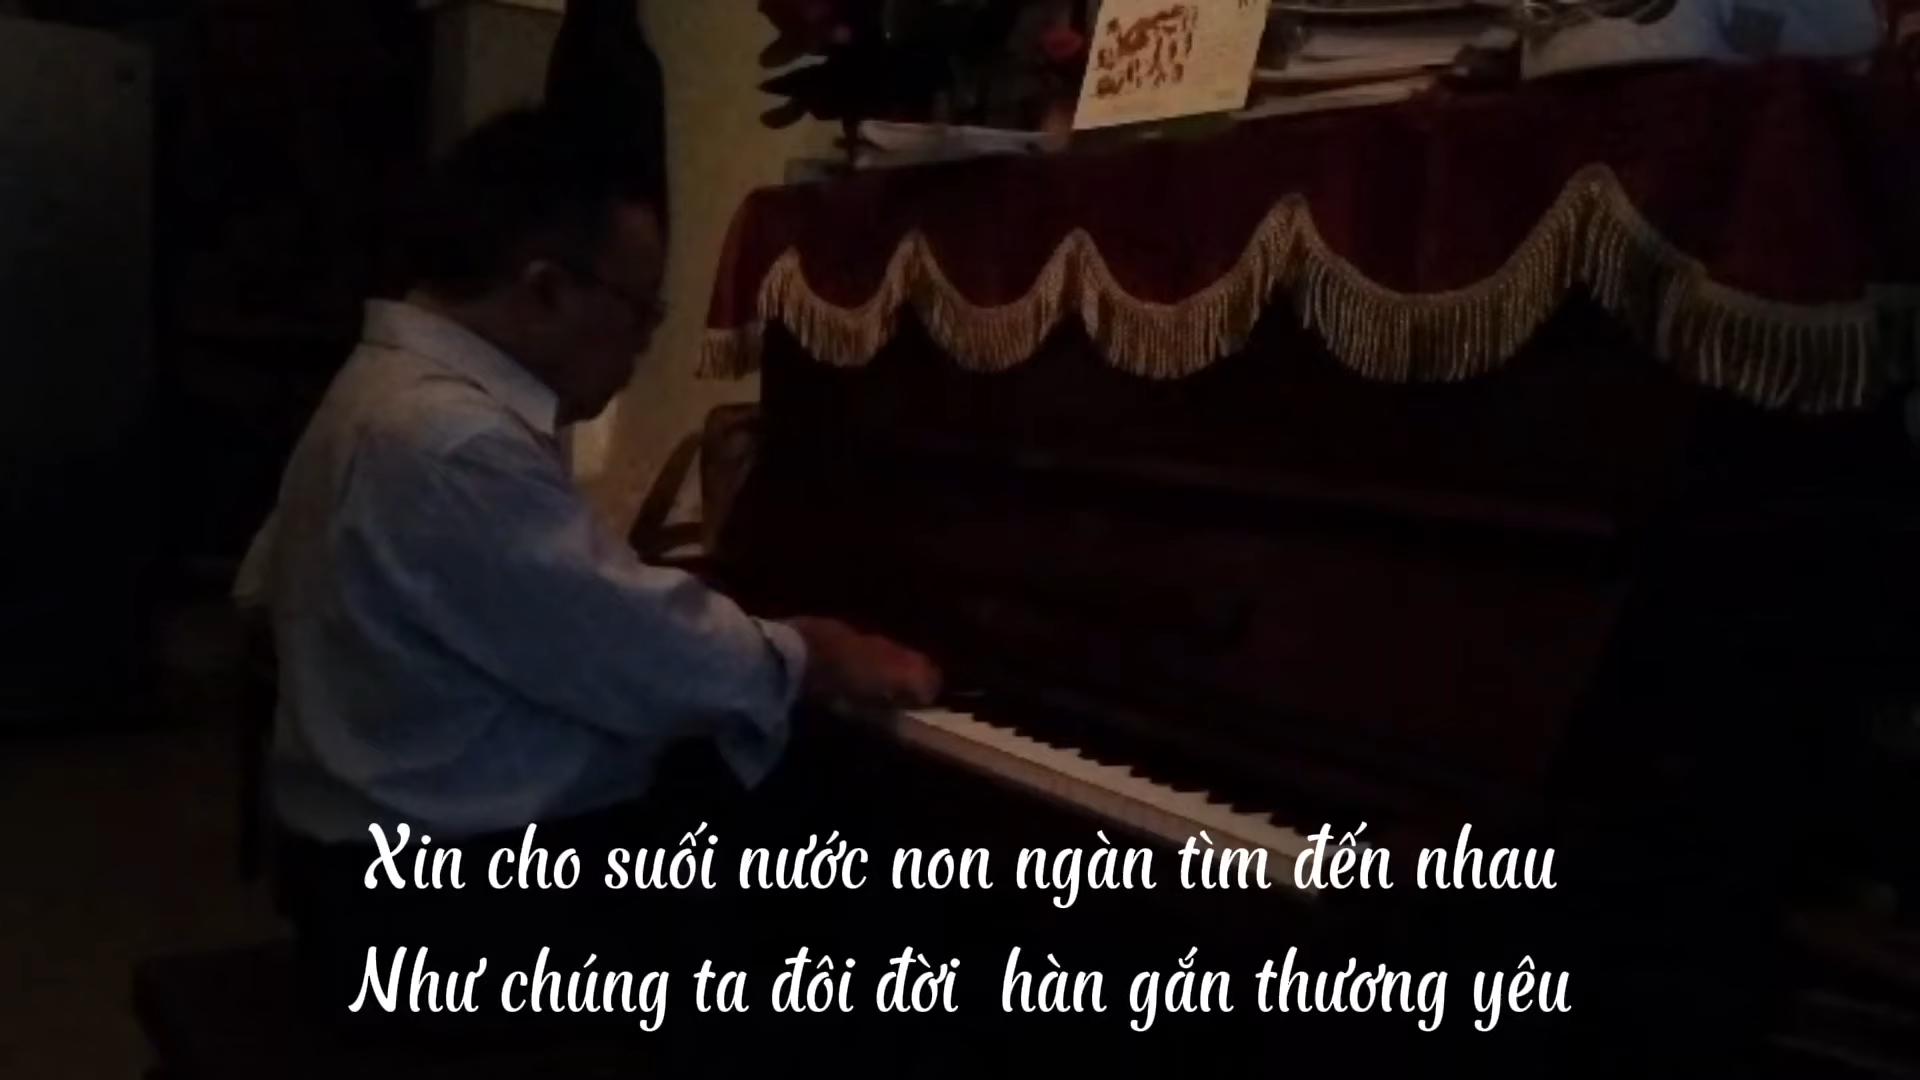 Xin cho suối nước non ngàn tìm đến nhau
Như chúng ta đôi đời  hàn gắn thương yêu